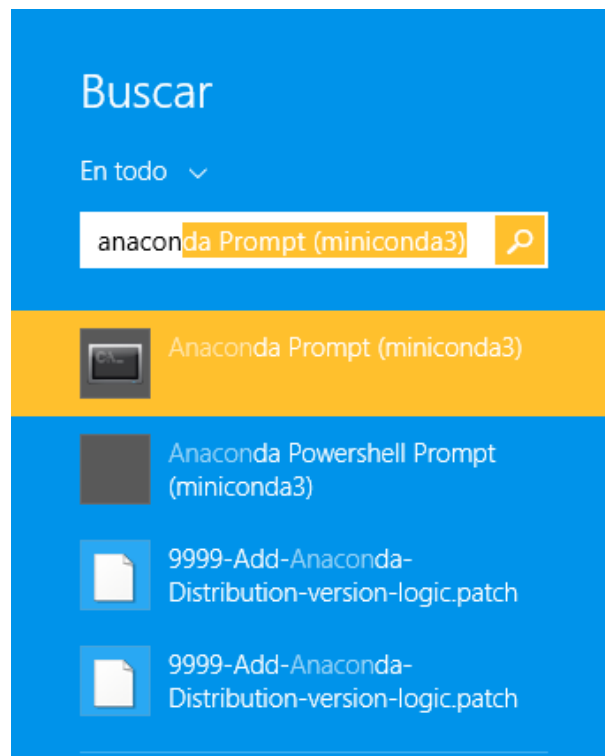 Buscar
En todo
anaconda Prompt (miniconda3)
Anaconda Prompt (miniconda3)
Anaconda Powershell Prompt
(miniconda3)
9999-Add-Anaconda-
Distribution-version-logic.patch
9999-Add-Anaconda-
Distribution-version-logic.patch